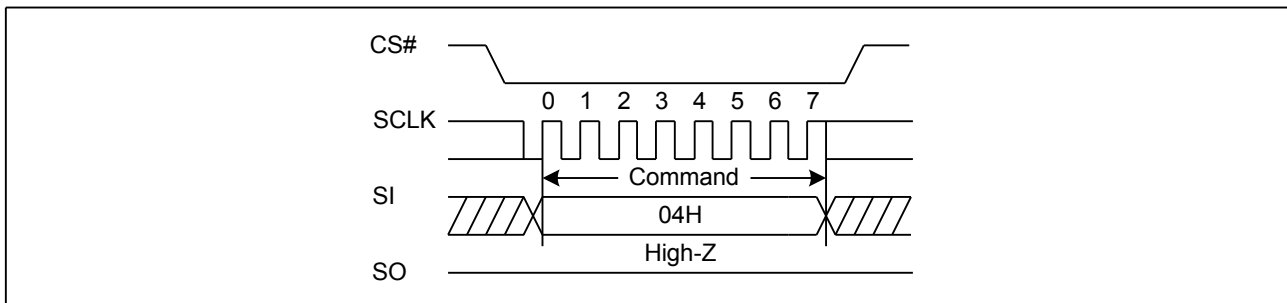 CS#
0 1 2 3 4 5 6 7
SCLK
Command
SI
04H
High-Z
SO